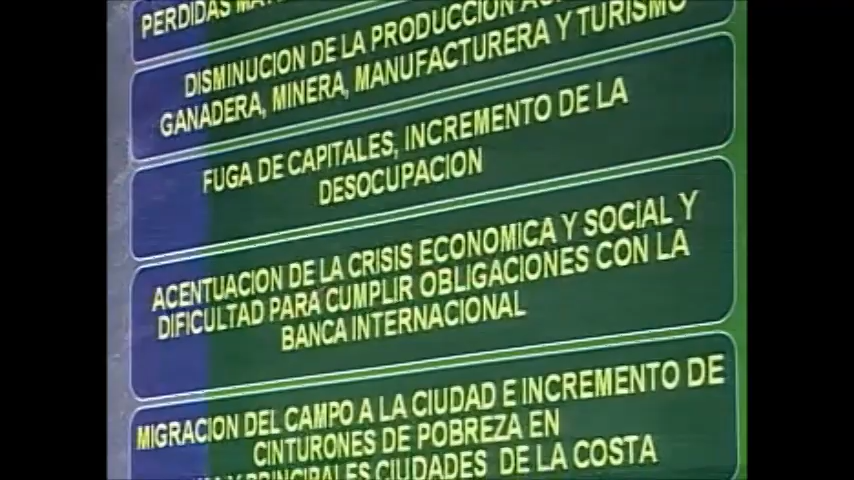 PERDIDAS
DISMINUCION DE LA PRODUCCION
GANADERA, MINERA, MANUFACTURERA Y TURISMO
FUGA DE CAPITALES, INCREMENTO DE LA
DESOCUPACION
ACENTUACION DE LA CRISIS ECONOMICA Y SOCIAL Y
DIFICULTAD PARA CUMPLIR OBLIGACIONES CON LA
BANCA INTERNACIONAL
MIGRACION DEL CAMPO A LA CIUDAD E INCREMENTO DE
CINTURONES DE POBREZA EN
Y PRINCIPALES CIUDADES DE LA COSTA